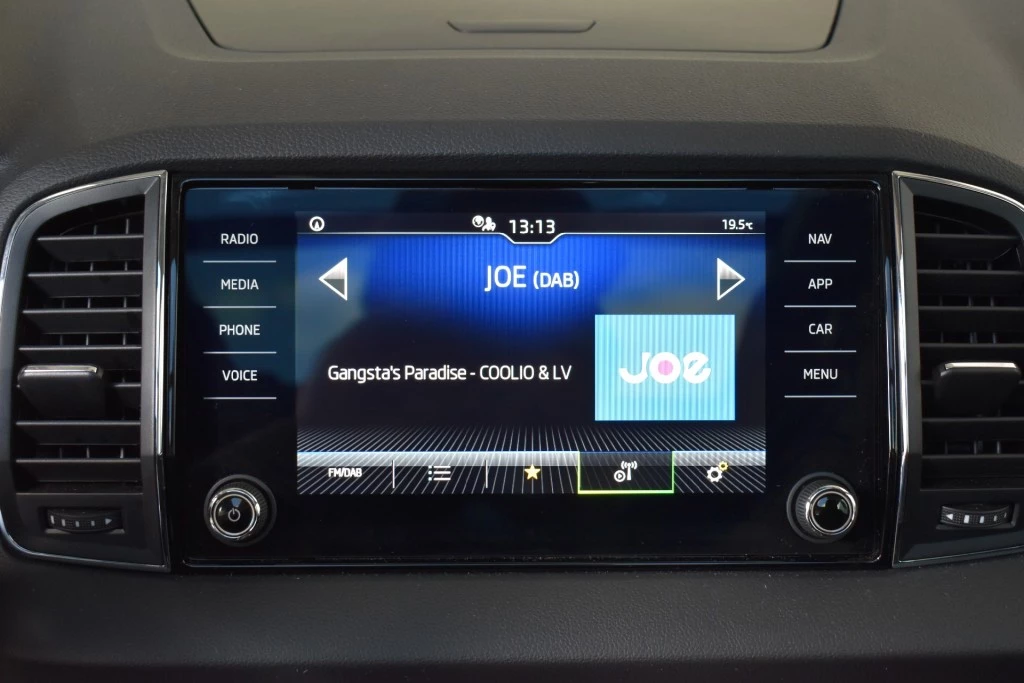 13:13
19.5°C
RADIO
MEDIA
PHONE
VOICE
JOE (DAB)
Gangsta's Paradise - COOLIO & LV
JOE
FM/DAB
NAV
APP
CAR
MENU